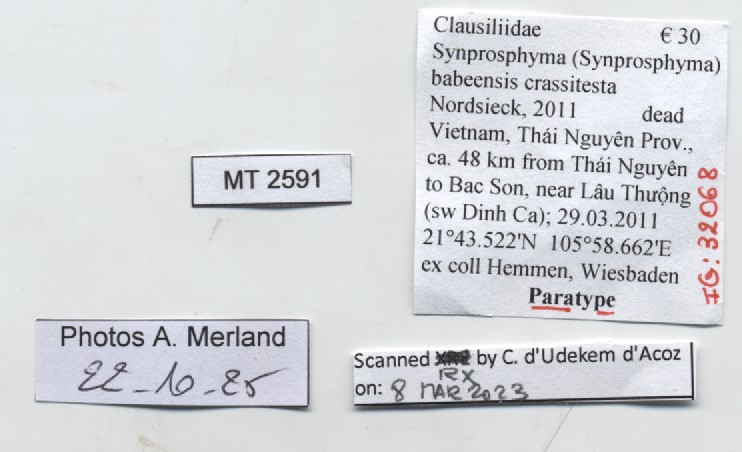 Clausiliidae € 30
Synprosphyma (Synprosphyma)
babeensis crassitesta
Nordsieck, 2011 dead
Vietnam, Thái Nguyên Prov.,
ca. 48 km from Thái Nguyên
to Bac Son, near Lâu Thượng
(sw Dinh Ca); 29.03.2011
21°43.522'N 105°58.662'E
ex coll Hemmen, Wiesbaden
Paratype
IG: 32068
MT 2591
Photos A. Merland
22-10-25
Scanned by C. d'Udekem d'Acoz
RX
on: 8 MAR 2023